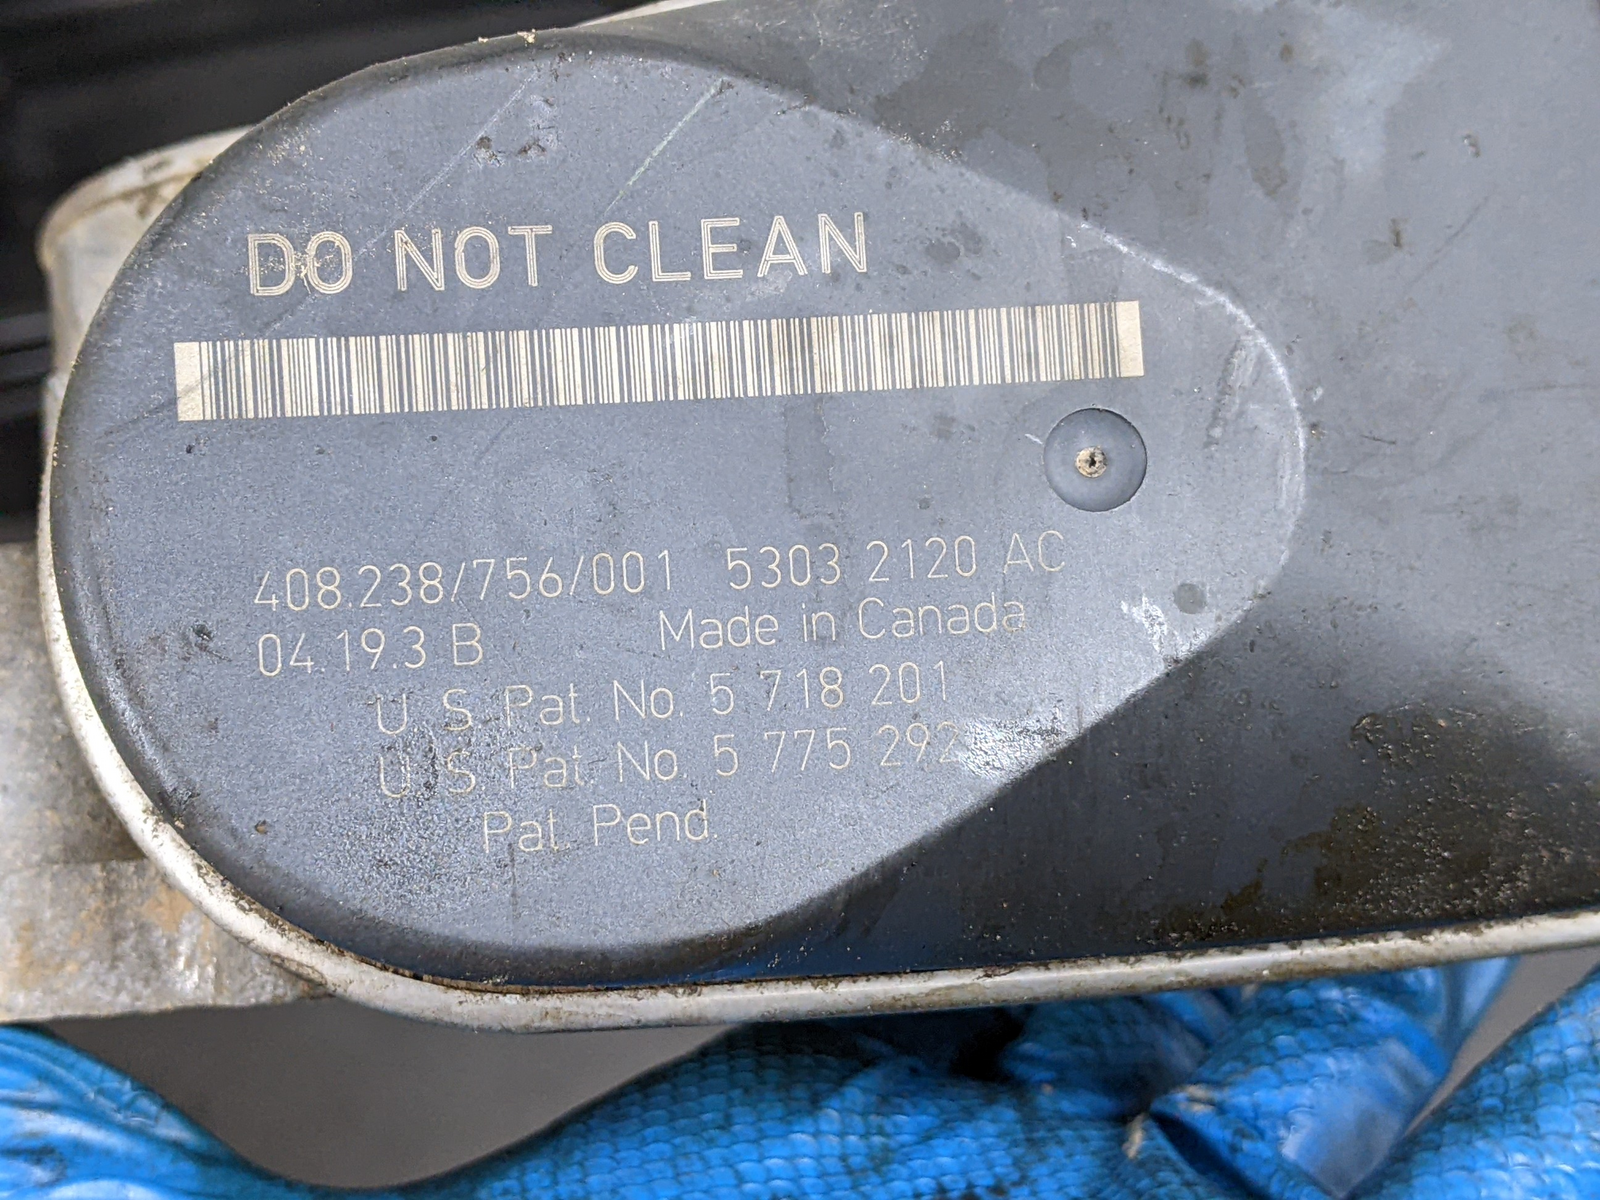 DO NOT CLEAN
408.238/756/001 5303 2120 AC
04.19.3 B Made in Canada
U S Pat. No. 5 718 201
U S Pat. No. 5 775 292
Pat. Pend.